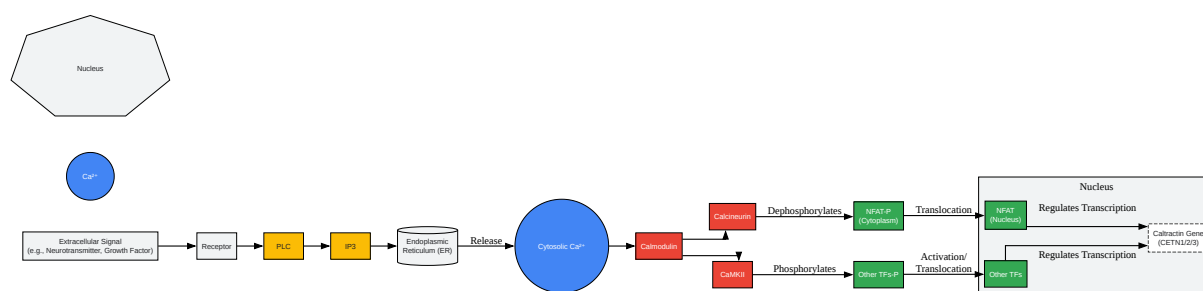 Nucleus
Ca²⁺
Extracellular Signal
(e.g., Neurotransmitter, Growth Factor)
Receptor
PLC
IP3
Endoplasmic
Reticulum (ER)
Release
Cytosolic Ca²⁺
Calmodulin
Calcineurin
CaMKII
Dephosphorylates
Phosphorylates
NFAT-P
(Cytoplasm)
Other TFs-P
Translocation
Activation/
Translocation
Nucleus
NFAT
(Nucleus)
Other TFs
Regulates Transcription
Regulates Transcription
Caltractin Gene
(CETN1/2/3)